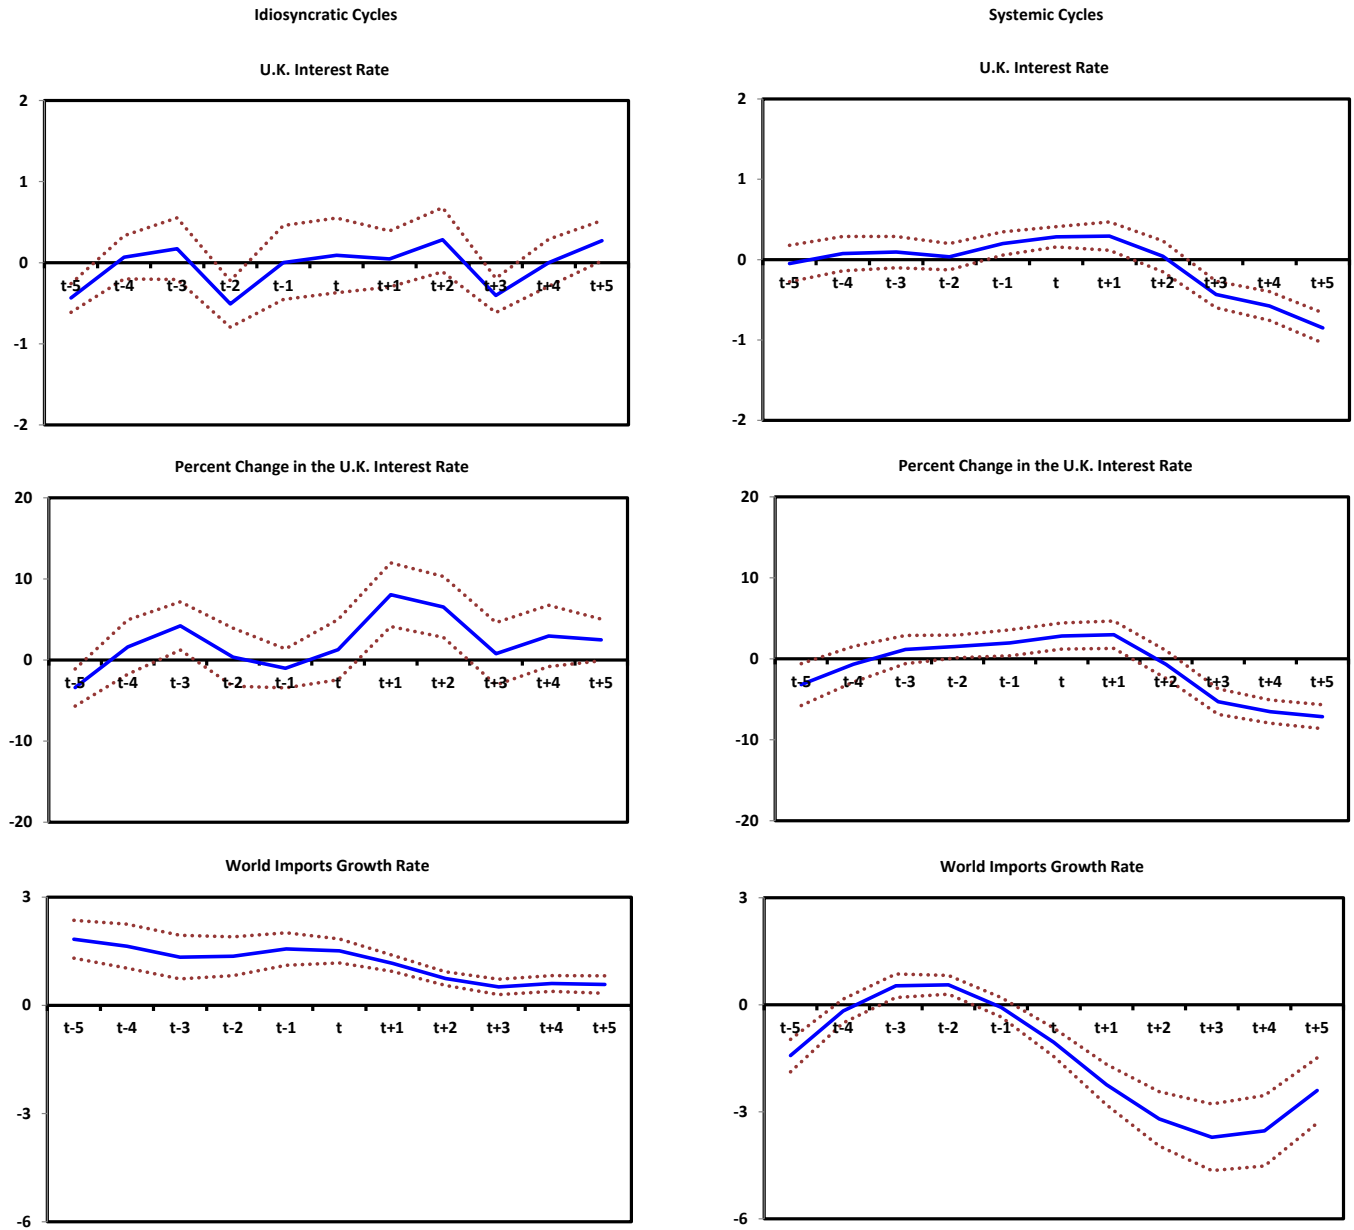 Idiosyncratic Cycles
Systemic Cycles
U.K. Interest Rate
2
1
0
-1
-2
t-5 t-4 t-3 t-2 t-1 t t+1 t+2 t+3 t+4 t+5
U.K. Interest Rate
2
1
0
-1
-2
t-5 t-4 t-3 t-2 t-1 t t+1 t+2 t+3 t+4 t+5
Percent Change in the U.K. Interest Rate
20
10
0
-10
-20
t-5 t-4 t-3 t-2 t-1 t t+1 t+2 t+3 t+4 t+5
Percent Change in the U.K. Interest Rate
20
10
0
-10
-20
t-5 t-4 t-3 t-2 t-1 t t+1 t+2 t+3 t+4 t+5
World Imports Growth Rate
3
0
-3
-6
t-5 t-4 t-3 t-2 t-1 t t+1 t+2 t+3 t+4 t+5
World Imports Growth Rate
3
0
-3
-6
t-5 t-4 t-3 t-2 t-1 t t+1 t+2 t+3 t+4 t+5